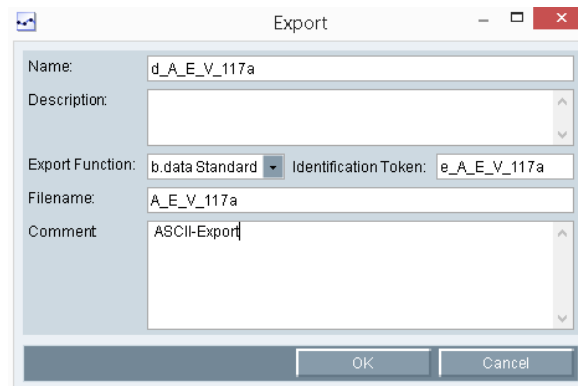 Export
Name: d_A_E_V_117a
Description:
Export Function: b.data Standard Identification Token: e_A_E_V_117a
Filename: A_E_V_117a
Comment ASCII-Export
OK Cancel